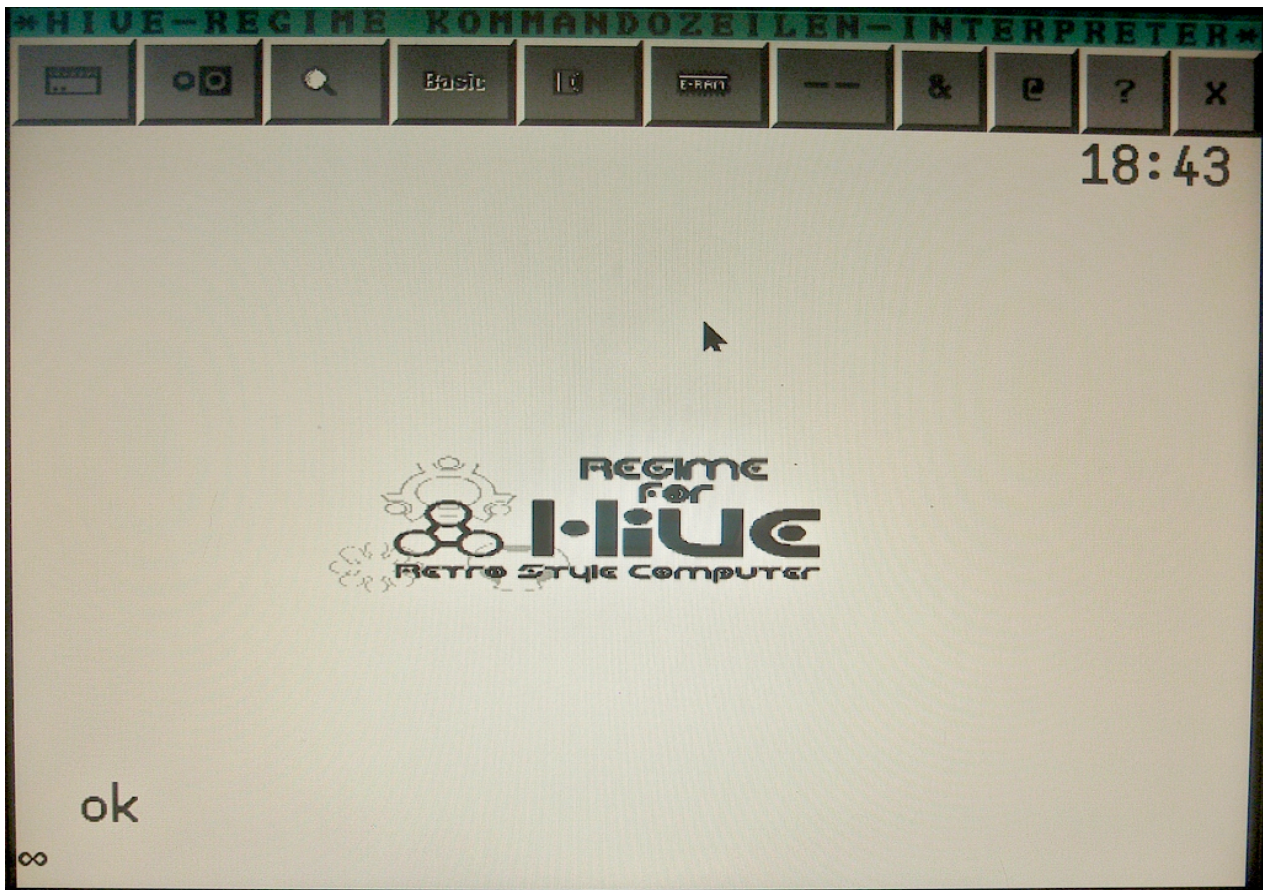 *HIVE-REGIME KOMMANDOZEILEN-INTERPRETER*
Basic E-RAM -- & @ ? X
18:43
REGIME
FOR
HIVE
RETRO STYLE COMPUTER
ok
∞